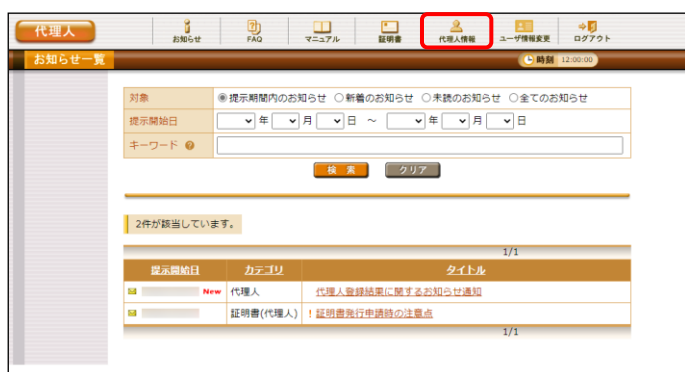 代理人
お知らせ FAQ マニュアル 証明書 代理人情報 ユーザ情報変更 ログアウト
お知らせ一覧 時刻 12:00:00
対象 提示期間内のお知らせ 新着のお知らせ 未読のお知らせ 全てのお知らせ
提示開始日 年 月 日 ～ 年 月 日
キーワード ?
検 索 クリア
2件が該当しています。
1/1
提示開始日 カテゴリ タイトル
New 代理人 代理人登録結果に関するお知らせ通知
証明書(代理人) ! 証明書発行申請時の注意点
1/1